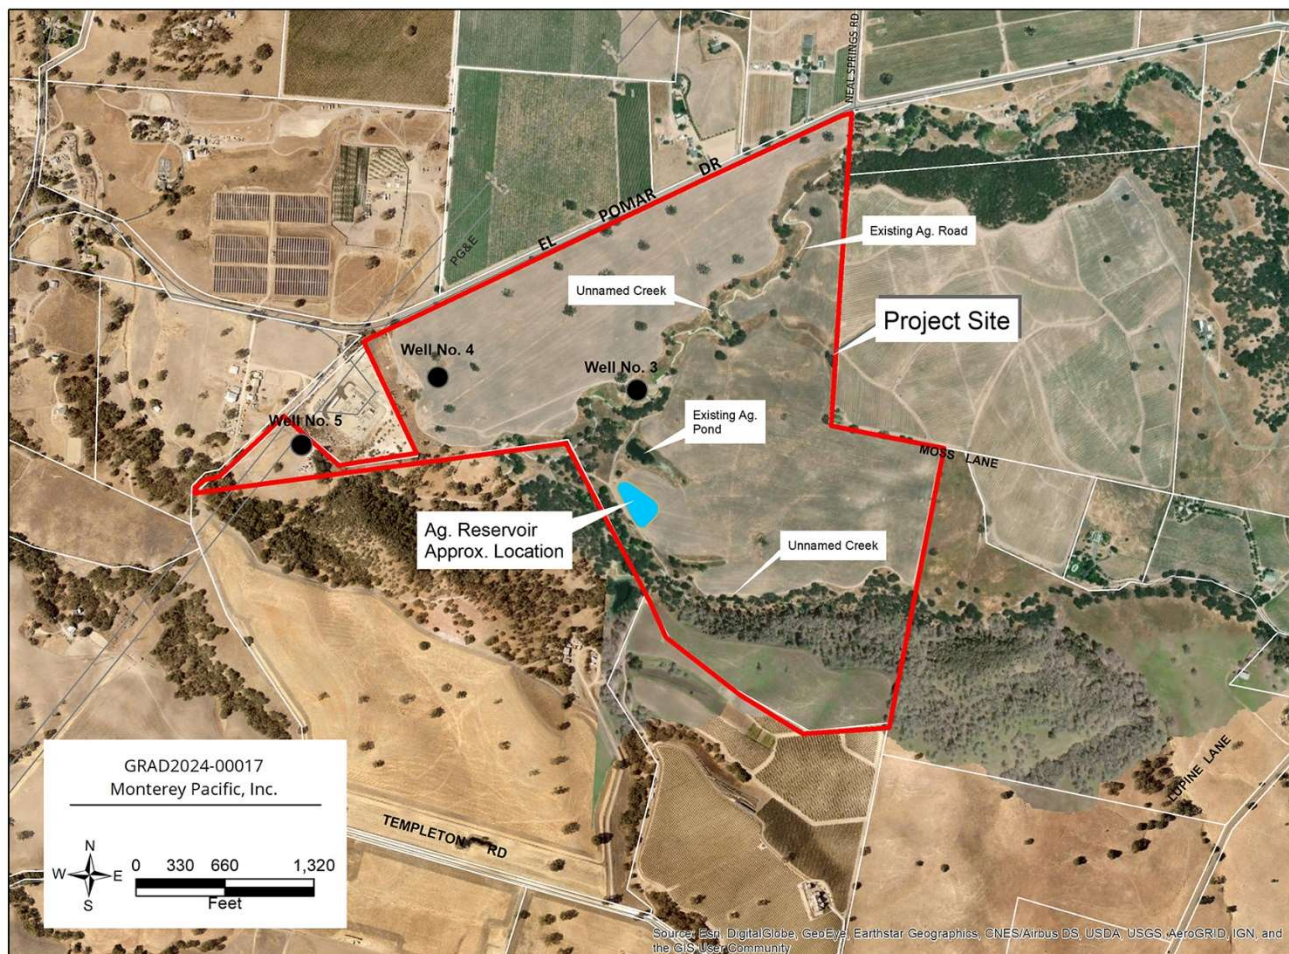 NEAL SPRINGS RD
EL POMAR DR
PG&E
Existing Ag. Road
Unnamed Creek
Project Site
Well No. 4
Well No. 3
Well No. 5
Existing Ag.
Pond
MOSS LANE
Ag. Reservoir
Approx. Location
Unnamed Creek
GRAD2024-00017
Monterey Pacific, Inc.
N
W
E
S
0 330 660 1,320
Feet
TEMPLETON RD
LUPINE LANE
Source: Esri, DigitalGlobe, GeoEye, Earthstar Geographics, CNES/Airbus DS, USDA, USGS, AeroGRID, IGN, and
the GIS User Community